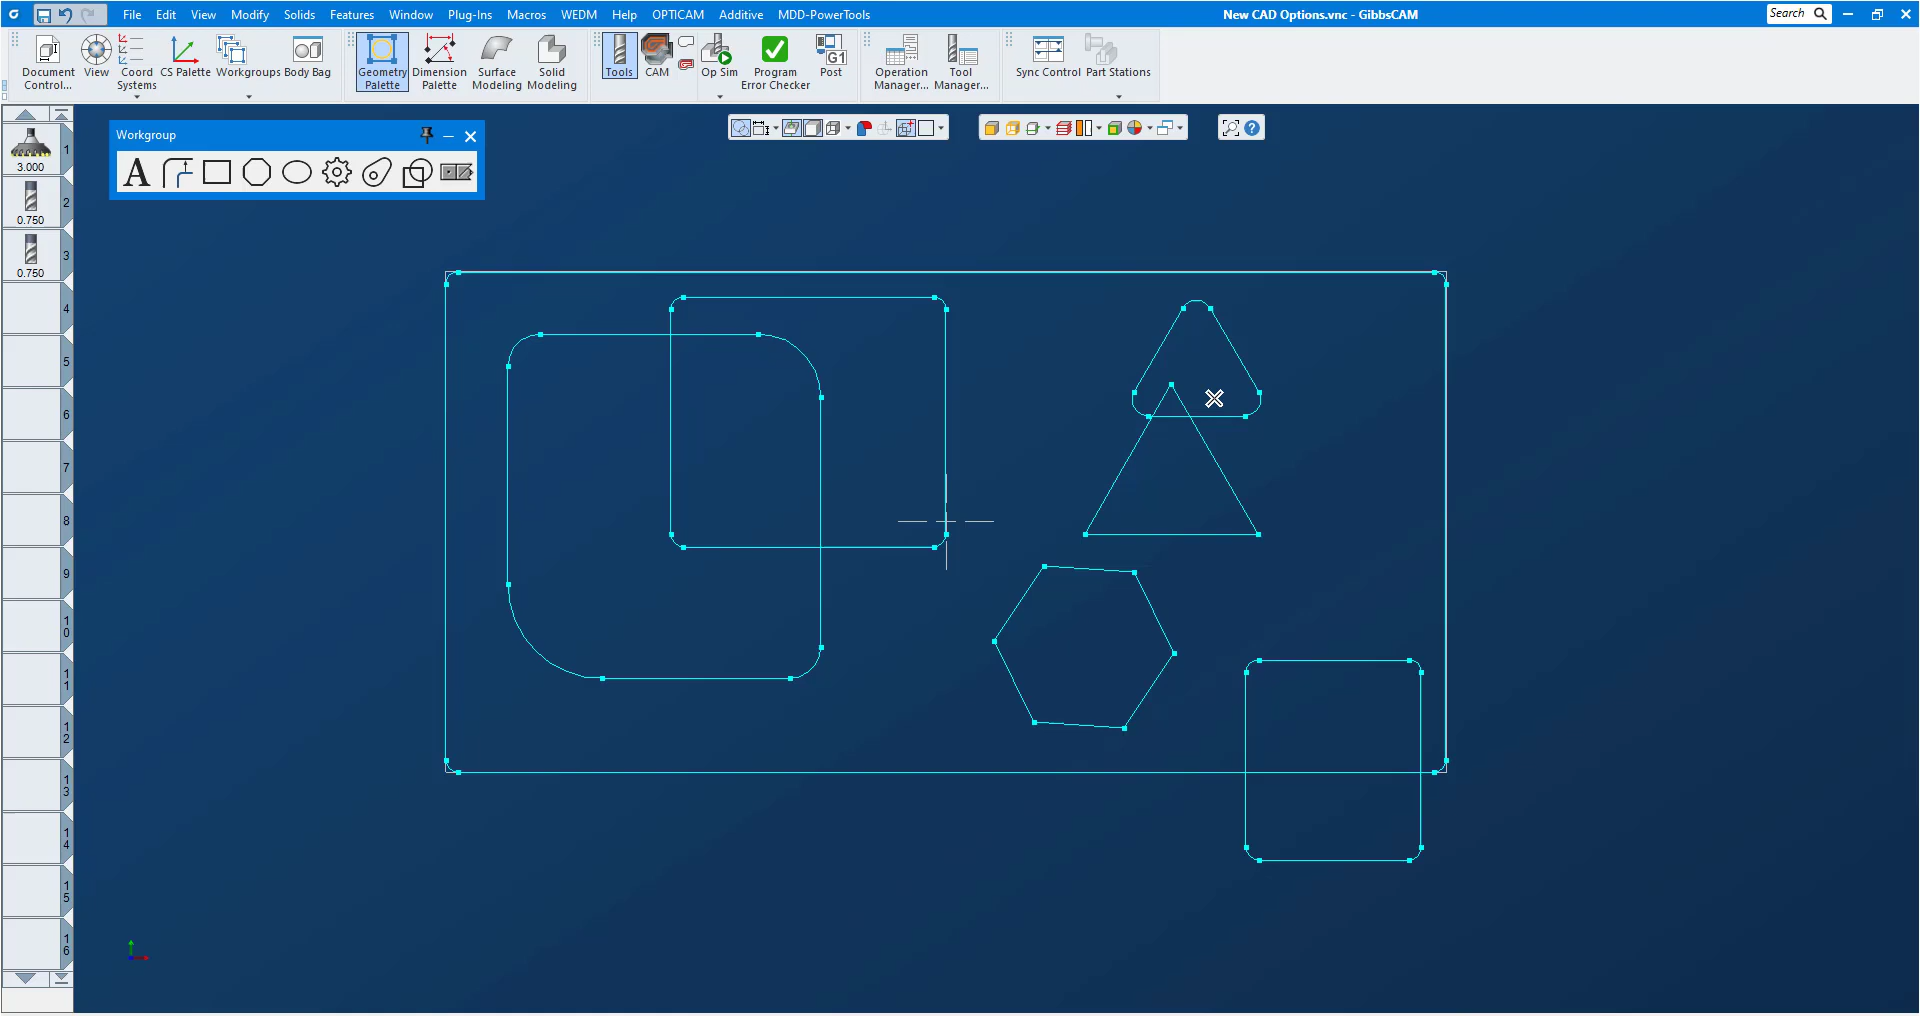 File Edit View Modify Solids Features Window Plug-Ins Macros WEDM Help OPTICAM Additive MDD-PowerTools
New CAD Options.vnc - GibbsCAM
Search
Document Control...
View
Coord Systems
CS Palette
Workgroups
Body Bag
Geometry Palette
Dimension Palette
Surface Modeling
Solid Modeling
Tools
CAM
Op Sim
Program Error Checker
G1
Post
Operation Manager...
Tool Manager...
Sync Control
Part Stations
Workgroup
A
1
3.000
2
0.750
3
0.750
4
5
6
7
8
9
10
11
12
13
14
15
16